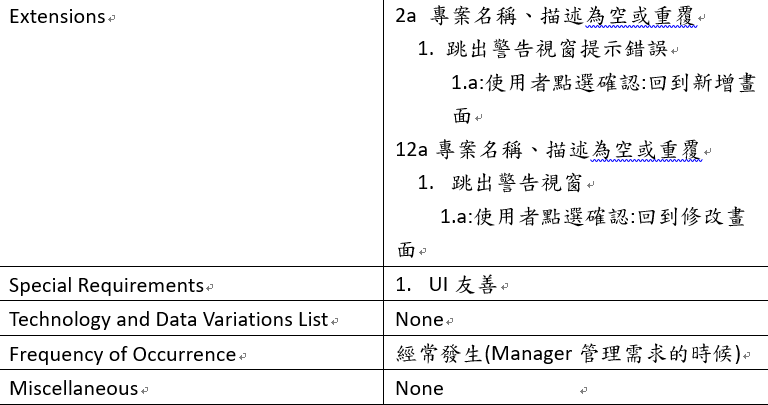 Extensions
2a 專案名稱、描述為空或重覆
1. 跳出警告視窗提示錯誤
1.a:使用者點選確認:回到新增畫
面
12a 專案名稱、描述為空或重覆
1. 跳出警告視窗
1.a:使用者點選確認:回到修改畫
面
Special Requirements
1. UI 友善
Technology and Data Variations List
None
Frequency of Occurrence
經常發生(Manager 管理需求的時候)
Miscellaneous
None